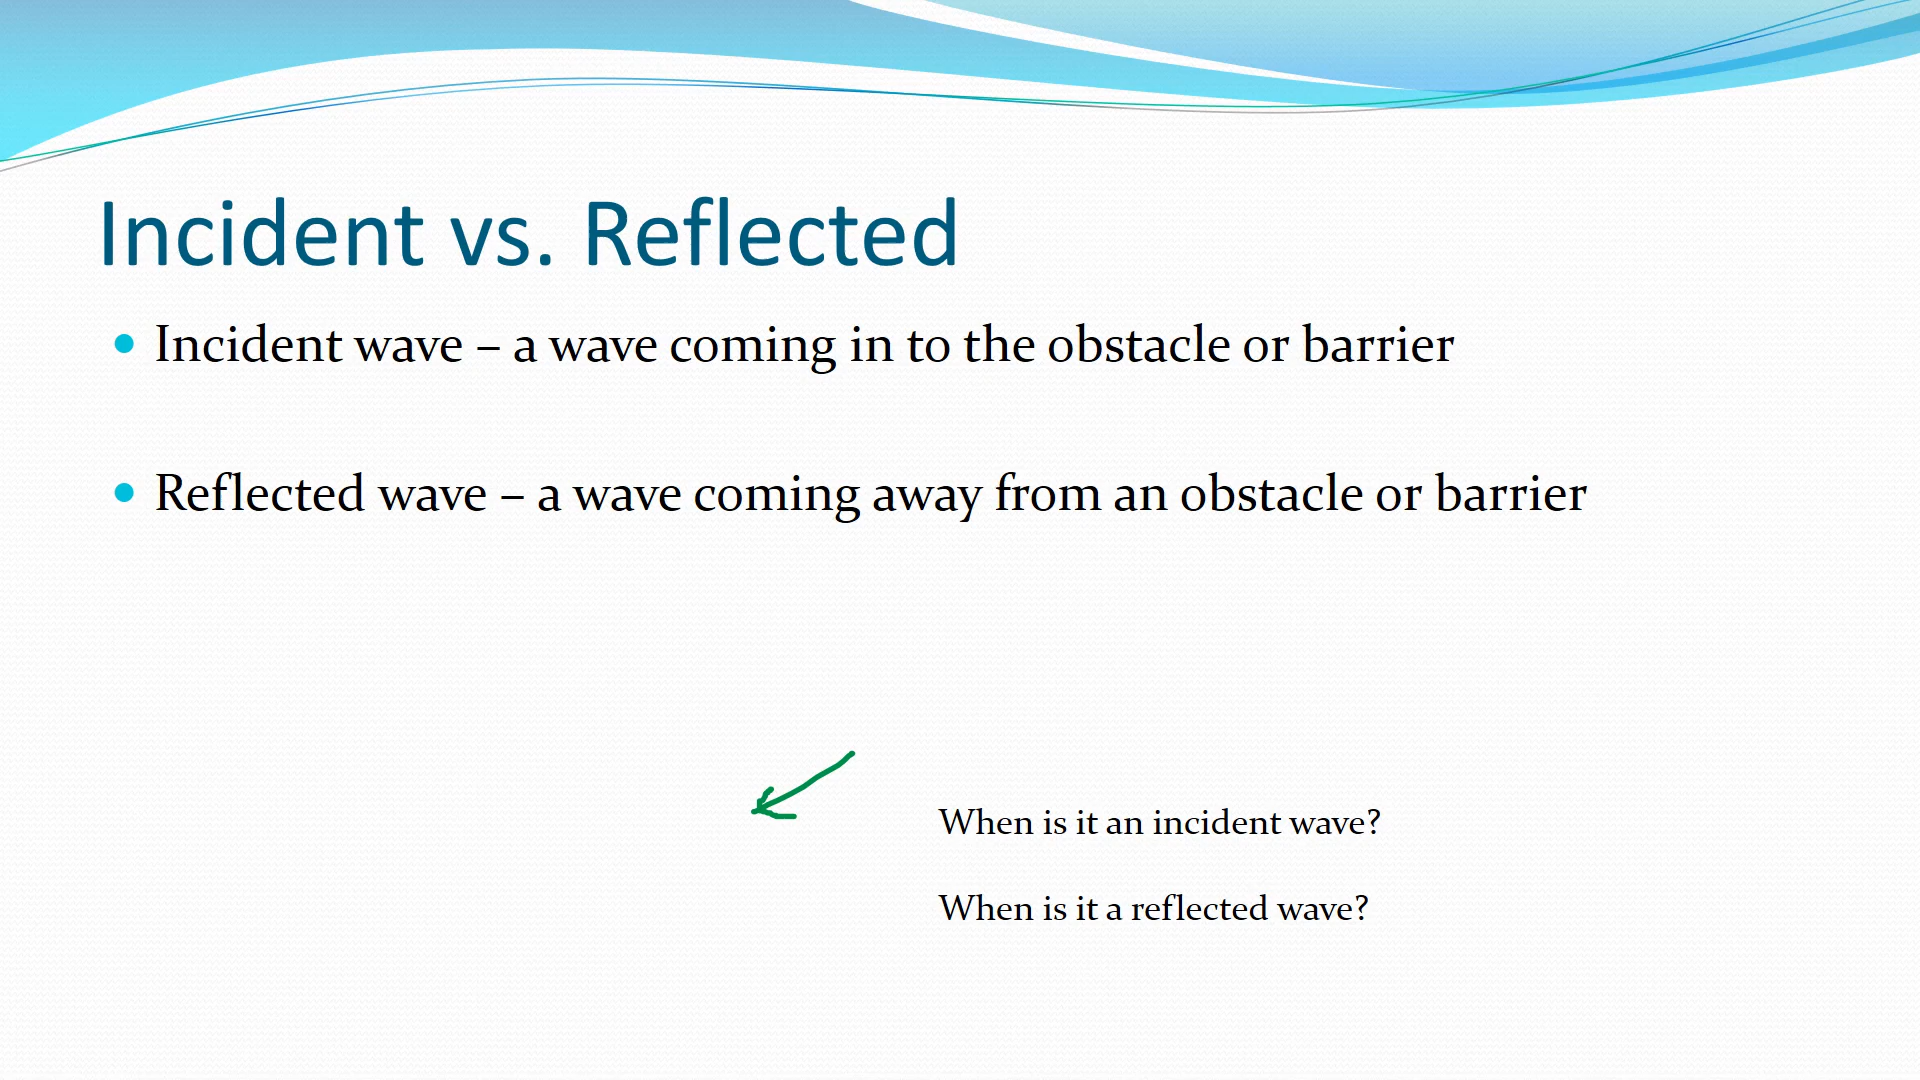 Incident vs. Reflected
Incident wave – a wave coming in to the obstacle or barrier
Reflected wave – a wave coming away from an obstacle or barrier
When is it an incident wave?
When is it a reflected wave?